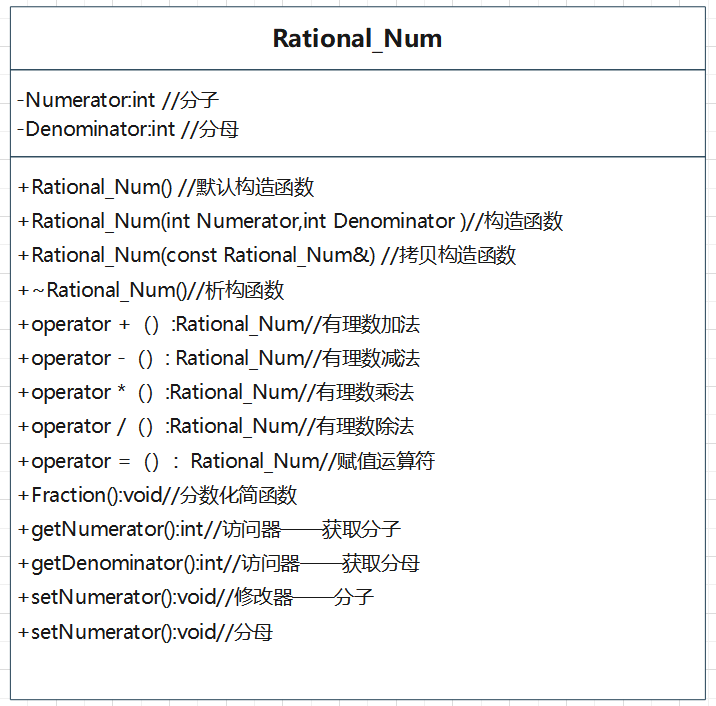 Rational_Num
-Numerator:int //分子
-Denominator:int //分母
+Rational_Num() //默认构造函数
+Rational_Num(int Numerator,int Denominator )//构造函数
+Rational_Num(const Rational_Num&) //拷贝构造函数
+~Rational_Num()//析构函数
+operator +（）:Rational_Num//有理数加法
+operator -（）: Rational_Num//有理数减法
+operator *（）:Rational_Num//有理数乘法
+operator /（）:Rational_Num//有理数除法
+operator =（）：Rational_Num//赋值运算符
+Fraction():void//分数化简函数
+getNumerator():int//访问器——获取分子
+getDenominator():int//访问器——获取分母
+setNumerator():void//修改器——分子
+setNumerator():void//分母